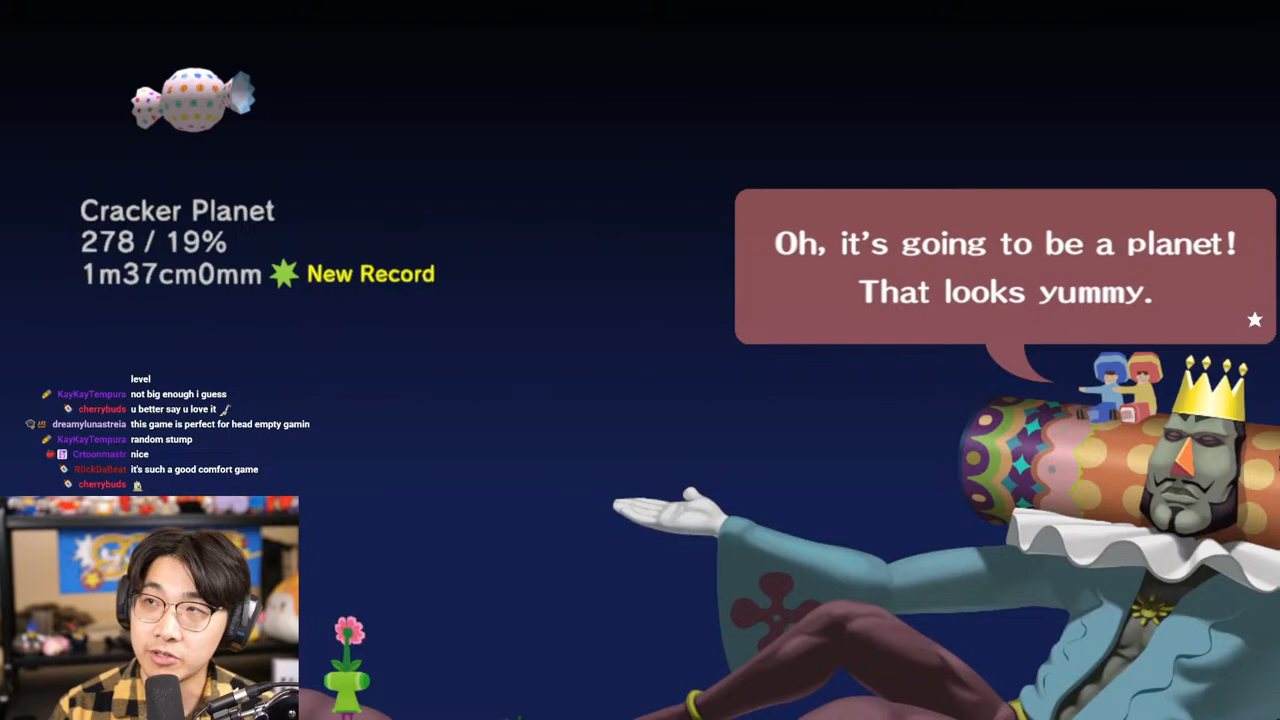 Cracker Planet
278 / 19%
1m37cm0mm New Record
Oh, it's going to be a planet!
That looks yummy.
level
KayKayTempura not big enough i guess
cherrybuds u better say u love it
dreamylunastreia this game is perfect for head empty gamin
KayKayTempura random stump
Crtoonmastr nice
R0ckDaBeat it's such a good comfort game
cherrybuds